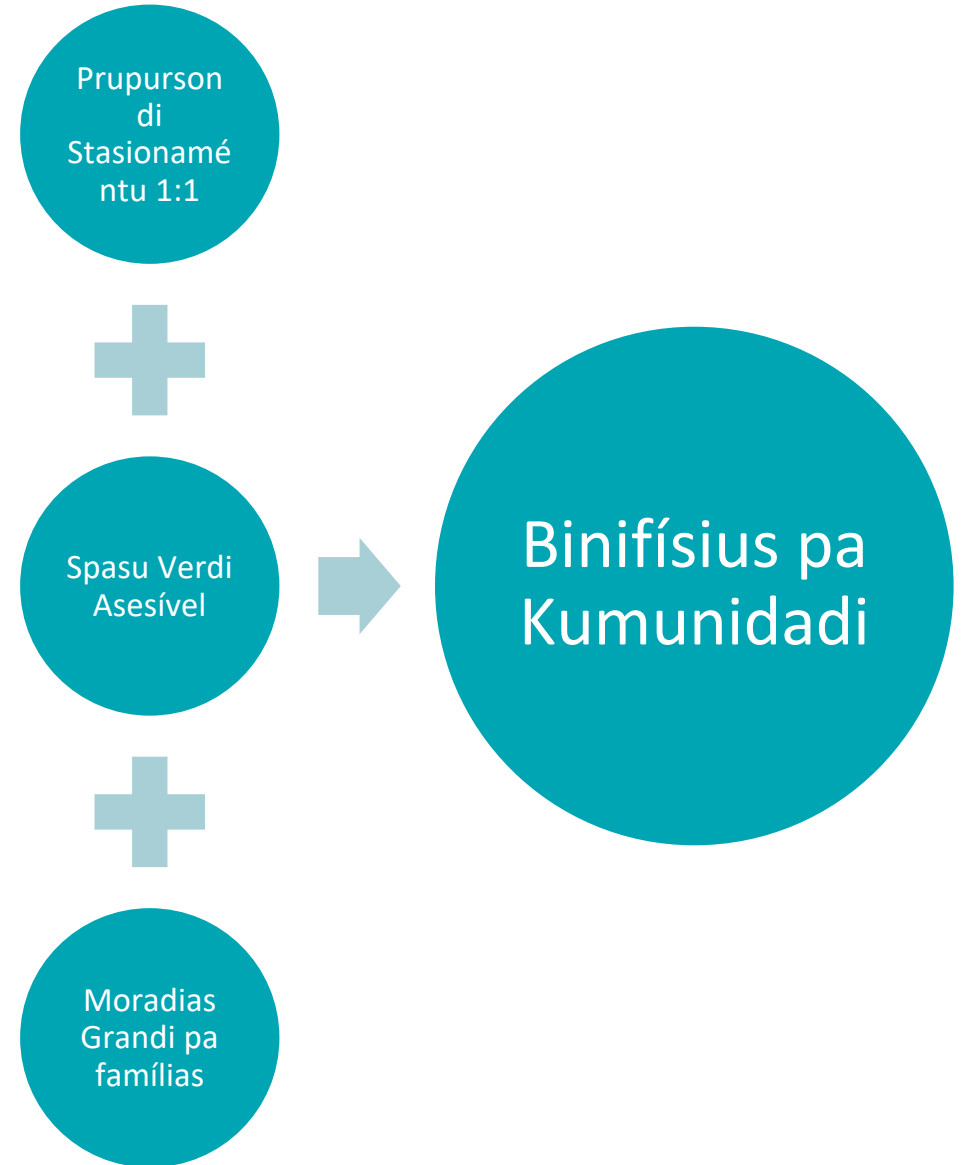 Prupurson
di
Stasionamé
ntu 1:1
Spasu Verdi
Asesível
Moradias
Grandi pa
famílias
Binifísius pa
Kumunidadi